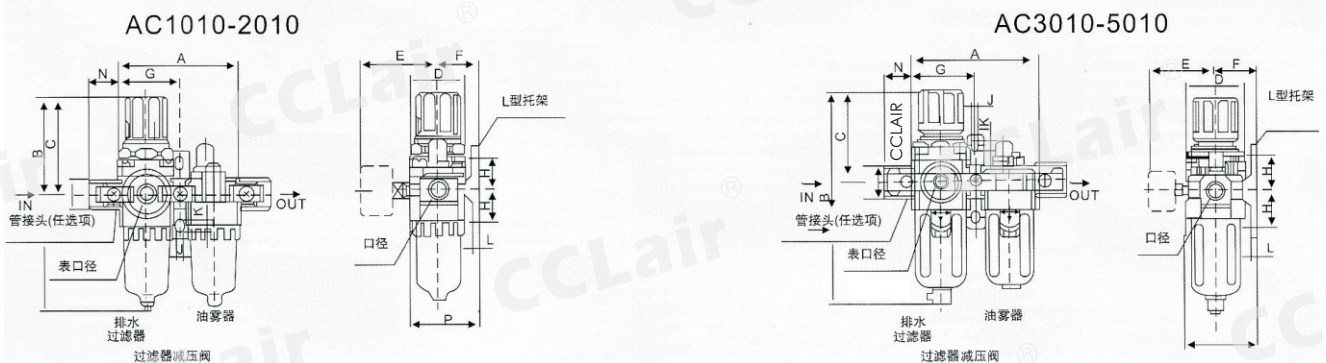 AC1010-2010
A
N
G
B
C
IN
OUT
管接头(任选项)
K
J
表口径
排水
过滤器
油雾器
过滤器减压阀
E
F
D
L型托架
H
H
口径
L
P
AC3010-5010
A
N
G
J
K
C
B
CCLAIR
IN
OUT
管接头(任选项)
表口径
排水
过滤器
油雾器
过滤器减压阀
E
F
D
L型托架
H
H
口径
L
CCLair
CCLair
CCLair
®
®
®